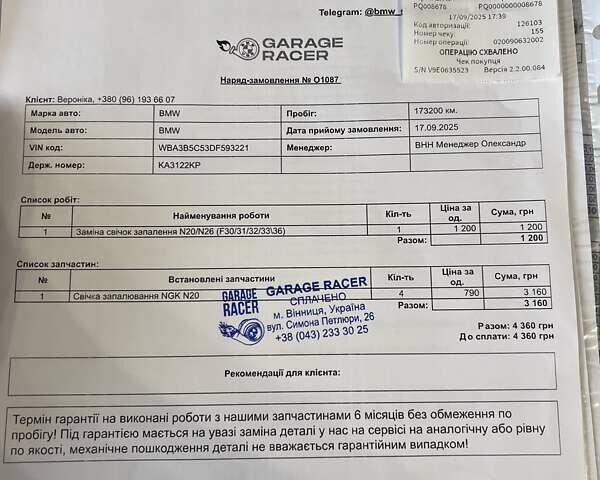 Telegram: @bmw_
PQ008678 PQ0000000008678
17/09/2025 17:39
Код авторизації: 126103
Номер чеку: 155
Номер операції: 020090632002
ОПЕРАЦІЮ СХВАЛЕНО
Чек покупця
S/N V9E0635523 Версія 2.2.00.084
GARAGE
RACER
Наряд-замовлення № O1087
Клієнт: Вероніка, +380 (96) 193 66 07
Марка авто: BMW Пробіг: 173200 км.
Модель авто: BMW Дата прийому замовлення: 17.09.2025
VIN код: WBA3B5C53DF593221 Менеджер: ВНН Менеджер Олександр
Держ. номер: KA3122KP
Список робіт:
№ Найменування роботи Кіл-ть Ціна за од. Сума, грн
1 Заміна свічок запалення N20/N26 (F30/31/32/33\36) 1 1 200 1 200
Разом: 1 200
Список запчастин:
№ Встановлені запчастини Кіл-ть Ціна за од. Сума, грн
1 Свічка запалювання NGK N20 4 790 3 160
Разом: 3 160
GARAGE RACER
GARAGE RACER
СПЛАЧЕНО
м. Вінниця, Україна
вул. Симона Петлюри, 26
+38 (043) 233 30 25
Разом: 4 360 грн
До сплати: 4 360 грн
Рекомендації для клієнта:
Термін гарантії на виконані роботи з нашими запчастинами 6 місяців без обмеження по
пробігу! Під гарантією мається на увазі заміна деталі у нас на сервісі на аналогічну або рівну
по якості, механічне пошкодження деталі не вважається гарантійним випадком!